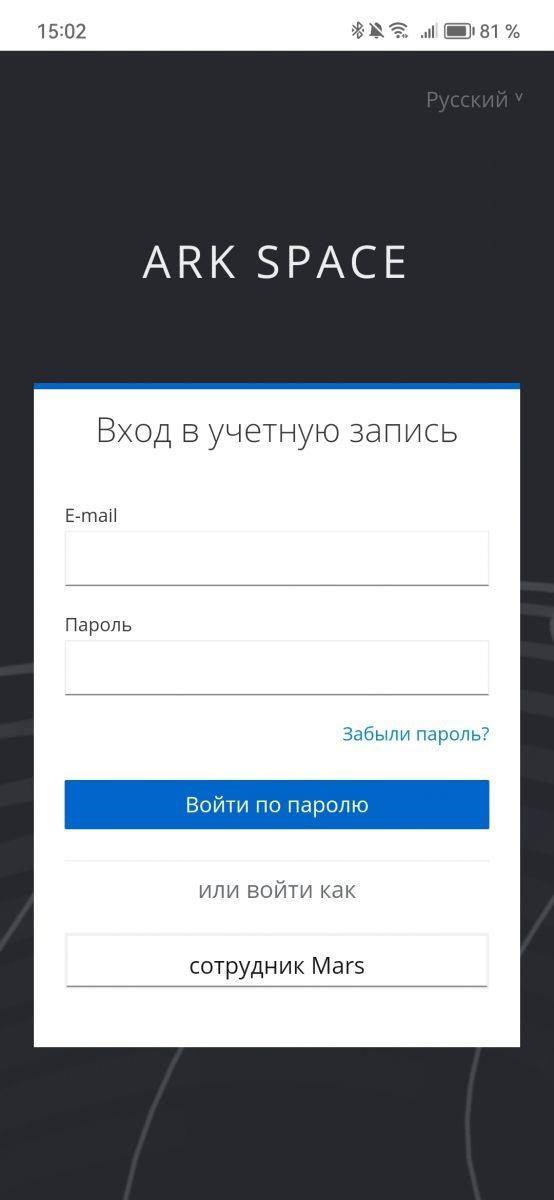 15:02
81 %
Русский ˅
ARK SPACE
Вход в учетную запись
E-mail
Пароль
Забыли пароль?
Войти по паролю
или войти как
сотрудник Mars